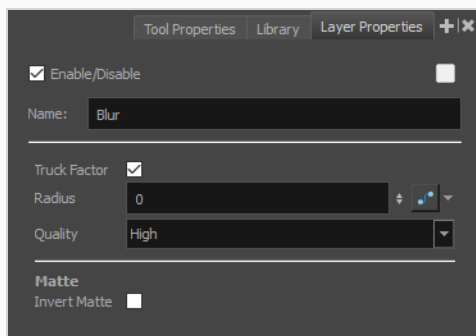 Tool Properties Library Layer Properties
Enable/Disable
Name: Blur
Truck Factor
Radius 0
Quality High
Matte
Invert Matte